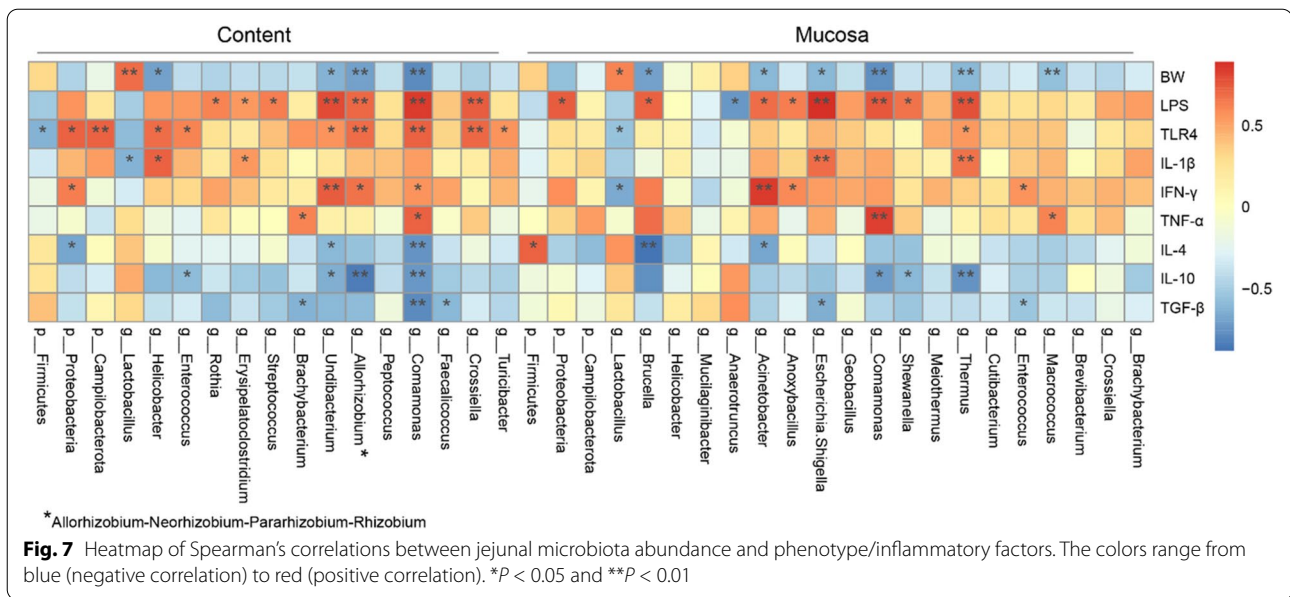 Content
Mucosa
** * * ** ** * * * * ** ** ** BW
* * * ** ** ** ** * * * * * ** ** * ** LPS
* * ** * * * ** ** ** * * * TLR4
* * * ** ** IL-1β
* ** * * * ** * * IFN-γ
* * ** * TNF-α
* * ** * ** * IL-4
* * ** ** * * ** IL-10
* ** * * * TGF-β
0.5
0
−0.5
p__Firmicutes
p__Proteobacteria
p__Campilobacterota
g__Lactobacillus
g__Helicobacter
g__Enterococcus
g__Rothia
g__Erysipelatoclostridium
g__Streptococcus
g__Brachybacterium
g__Undibacterium
g__Allorhizobium *
g__Peptococcus
g__Comamonas
g__Faecalicoccus
g__Crossiella
g__Turicibacter
p__Firmicutes
p__Proteobacteria
p__Campilobacterota
g__Lactobacillus
g__Brucella
g__Helicobacter
g__Mucilaginibacter
g__Anaerotruncus
g__Acinetobacter
g__Anoxybacillus
g__Escherichia.Shigella
g__Geobacillus
g__Comamonas
g__Shewanella
g__Meiothermus
g__Thermus
g__Cutibacterium
g__Enterococcus
g__Macrococcus
g__Brevibacterium
g__Crossiella
g__Brachybacterium
*Allorhizobium-Neorhizobium-Pararhizobium-Rhizobium
Fig. 7 Heatmap of Spearman’s correlations between jejunal microbiota abundance and phenotype/inflammatory factors. The colors range from
blue (negative correlation) to red (positive correlation). *P < 0.05 and **P < 0.01